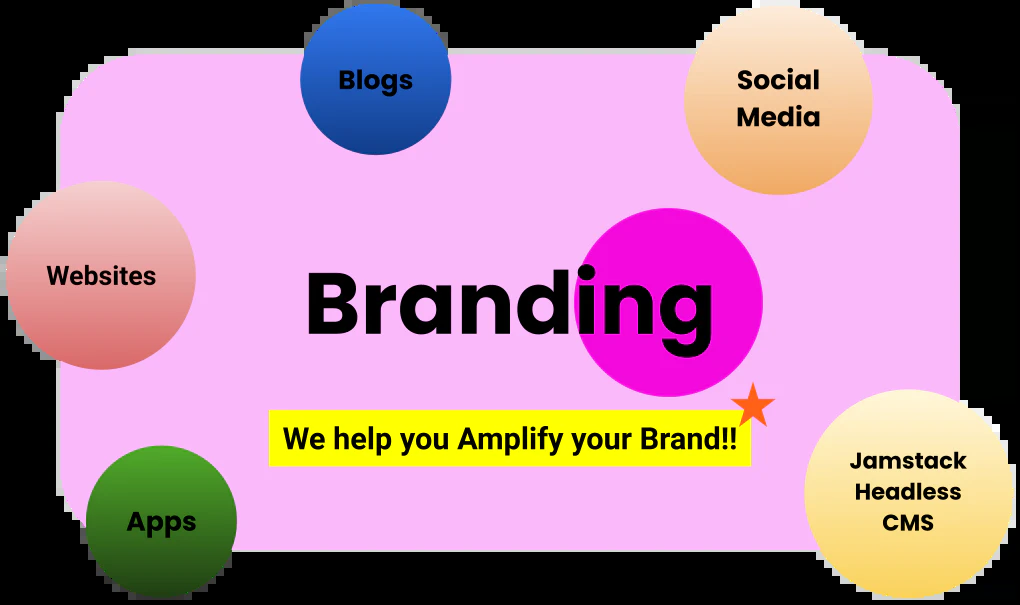 Blogs
Social
Media
Websites
Branding
We help you Amplify your Brand!!
Jamstack
Headless
CMS
Apps